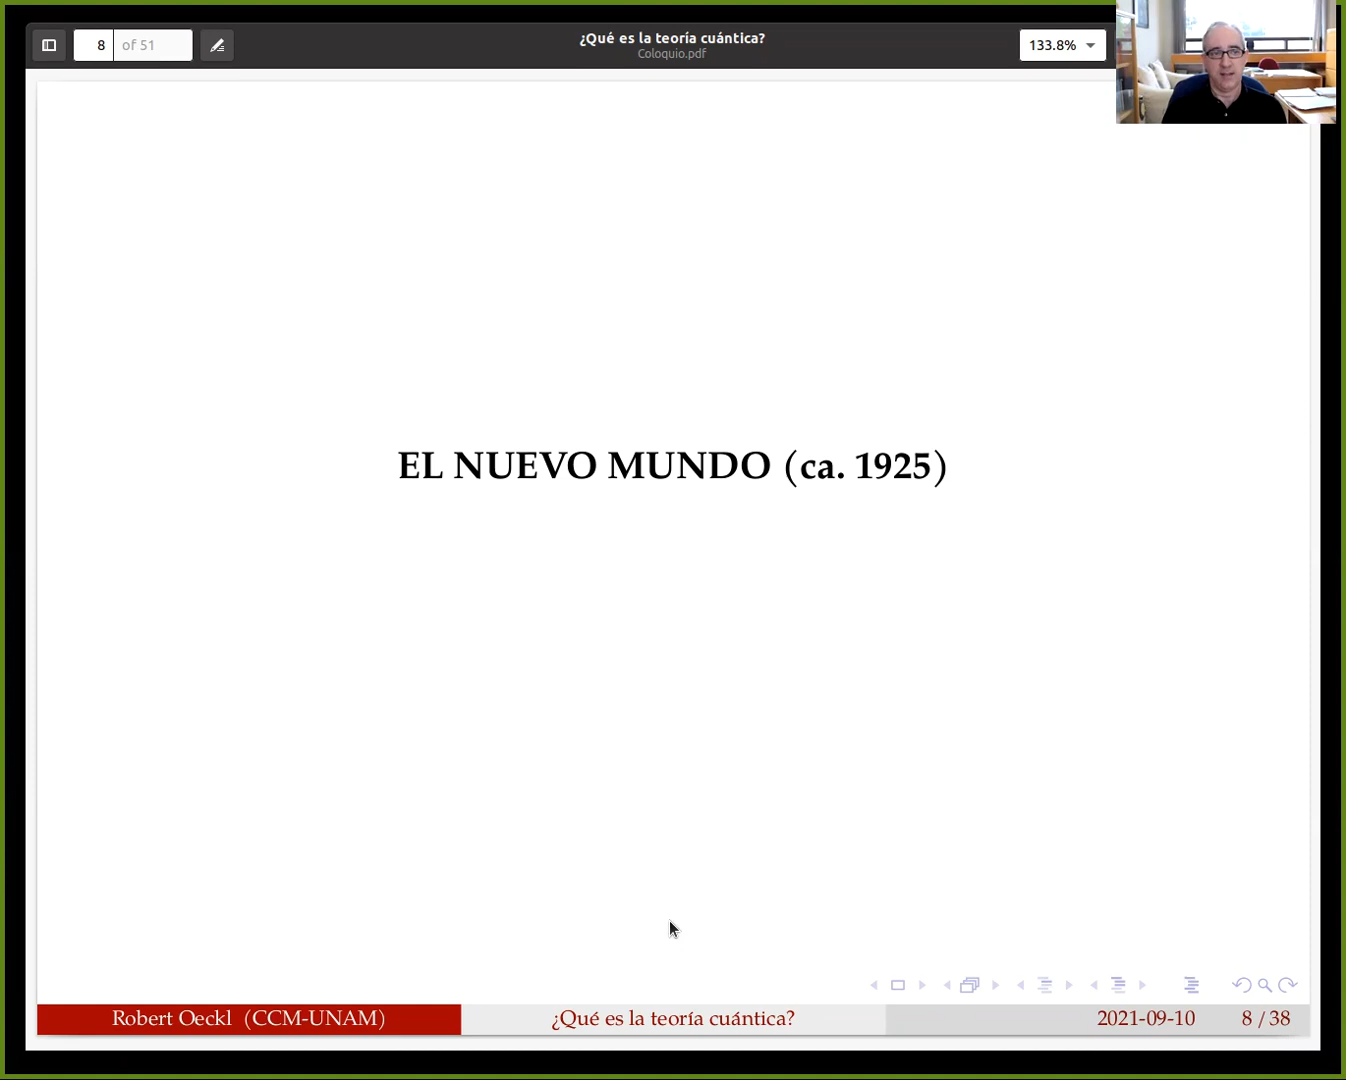 8 of 51
¿Qué es la teoría cuántica?
Coloquio.pdf
133.8%
EL NUEVO MUNDO (ca. 1925)
Robert Oeckl (CCM-UNAM)
¿Qué es la teoría cuántica?
2021-09-10
8 / 38